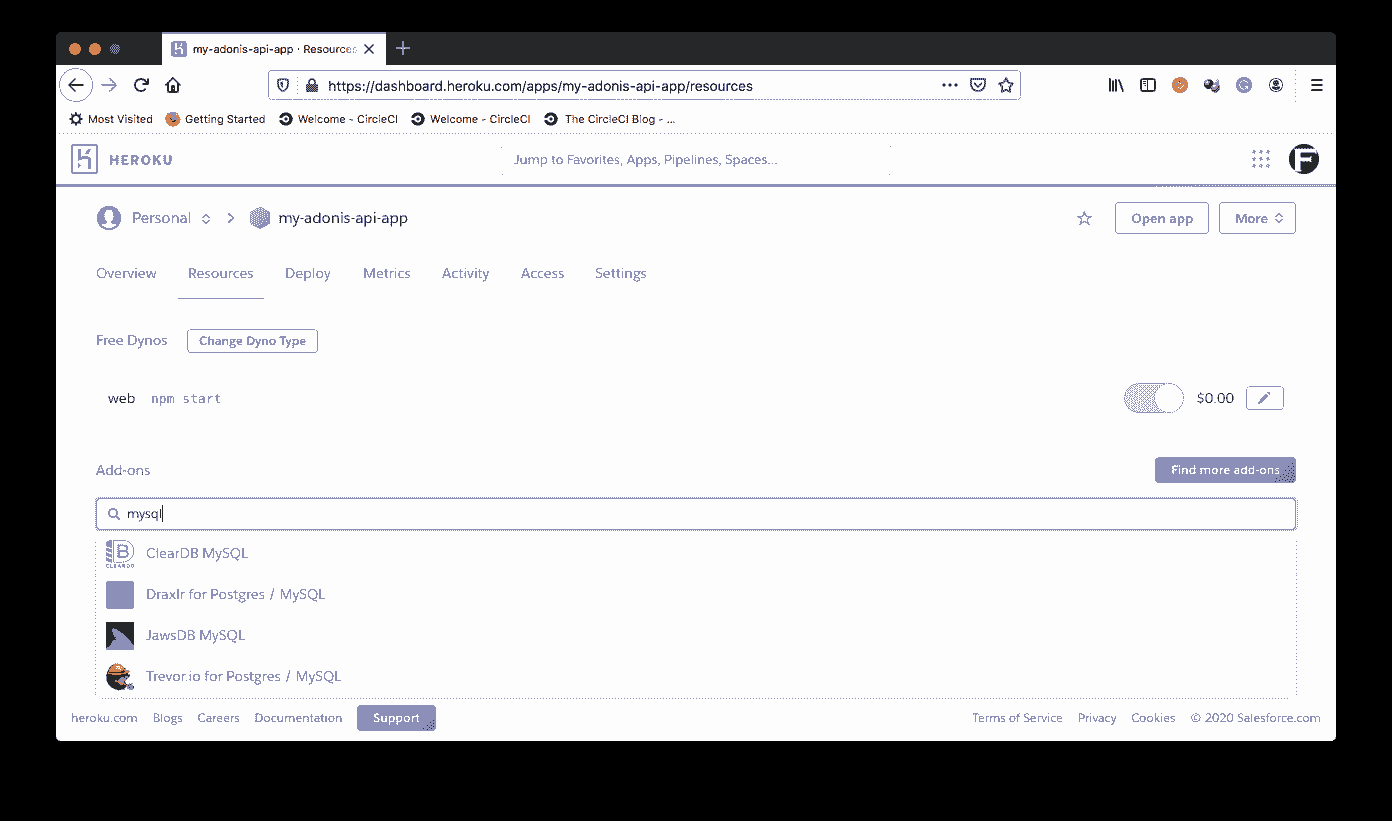 my-adonis-api-app · Resources
https://dashboard.heroku.com/apps/my-adonis-api-app/resources
Most Visited Getting Started Welcome - CircleCI Welcome - CircleCI The CircleCI Blog - ...
HEROKU Jump to Favorites, Apps, Pipelines, Spaces... F
Personal my-adonis-api-app Open app More
Overview Resources Deploy Metrics Activity Access Settings
Free Dynos Change Dyno Type
web npm start $0.00
Add-ons Find more add-ons
mysql
ClearDB MySQL
Draxlr for Postgres / MySQL
JawsDB MySQL
Trevor.io for Postgres / MySQL
heroku.com Blogs Careers Documentation Support Terms of Service Privacy Cookies © 2020 Salesforce.com